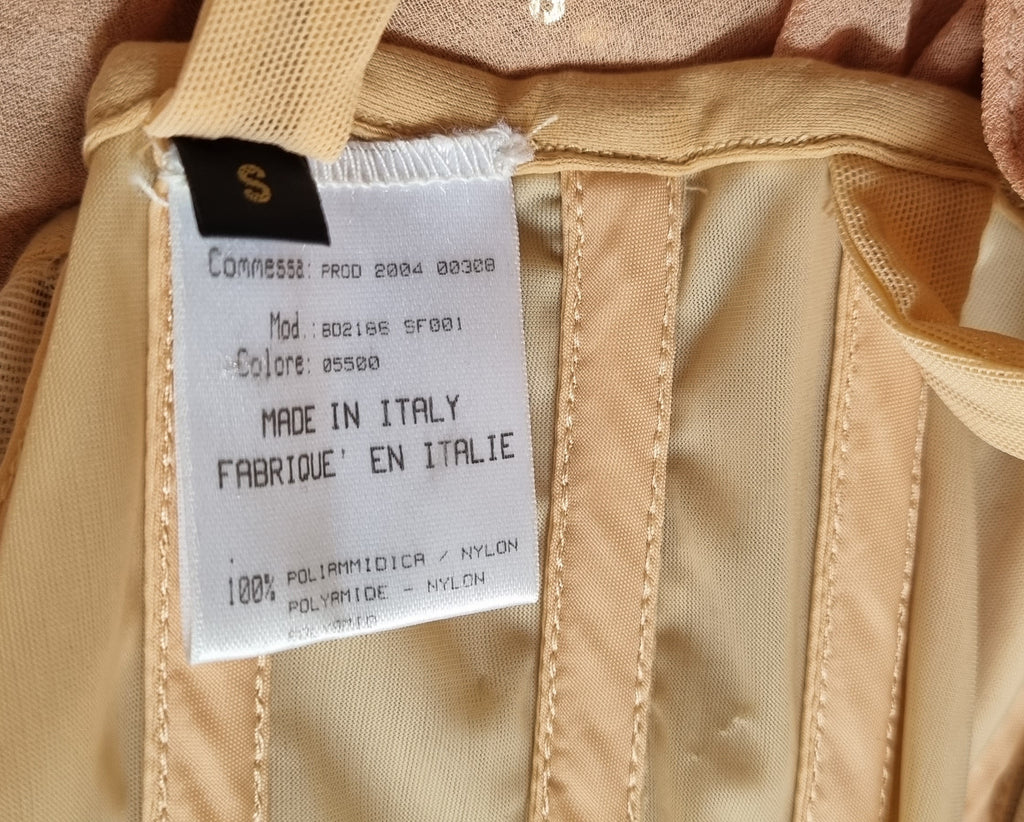 S
Commessa: PROD 2004 00308
Mod.: BD2186 SF001
Colore: 05500
MADE IN ITALY
FABRIQUE' EN ITALIE
100% POLIAMMIDICA / NYLON
POLYAMIDE - NYLON